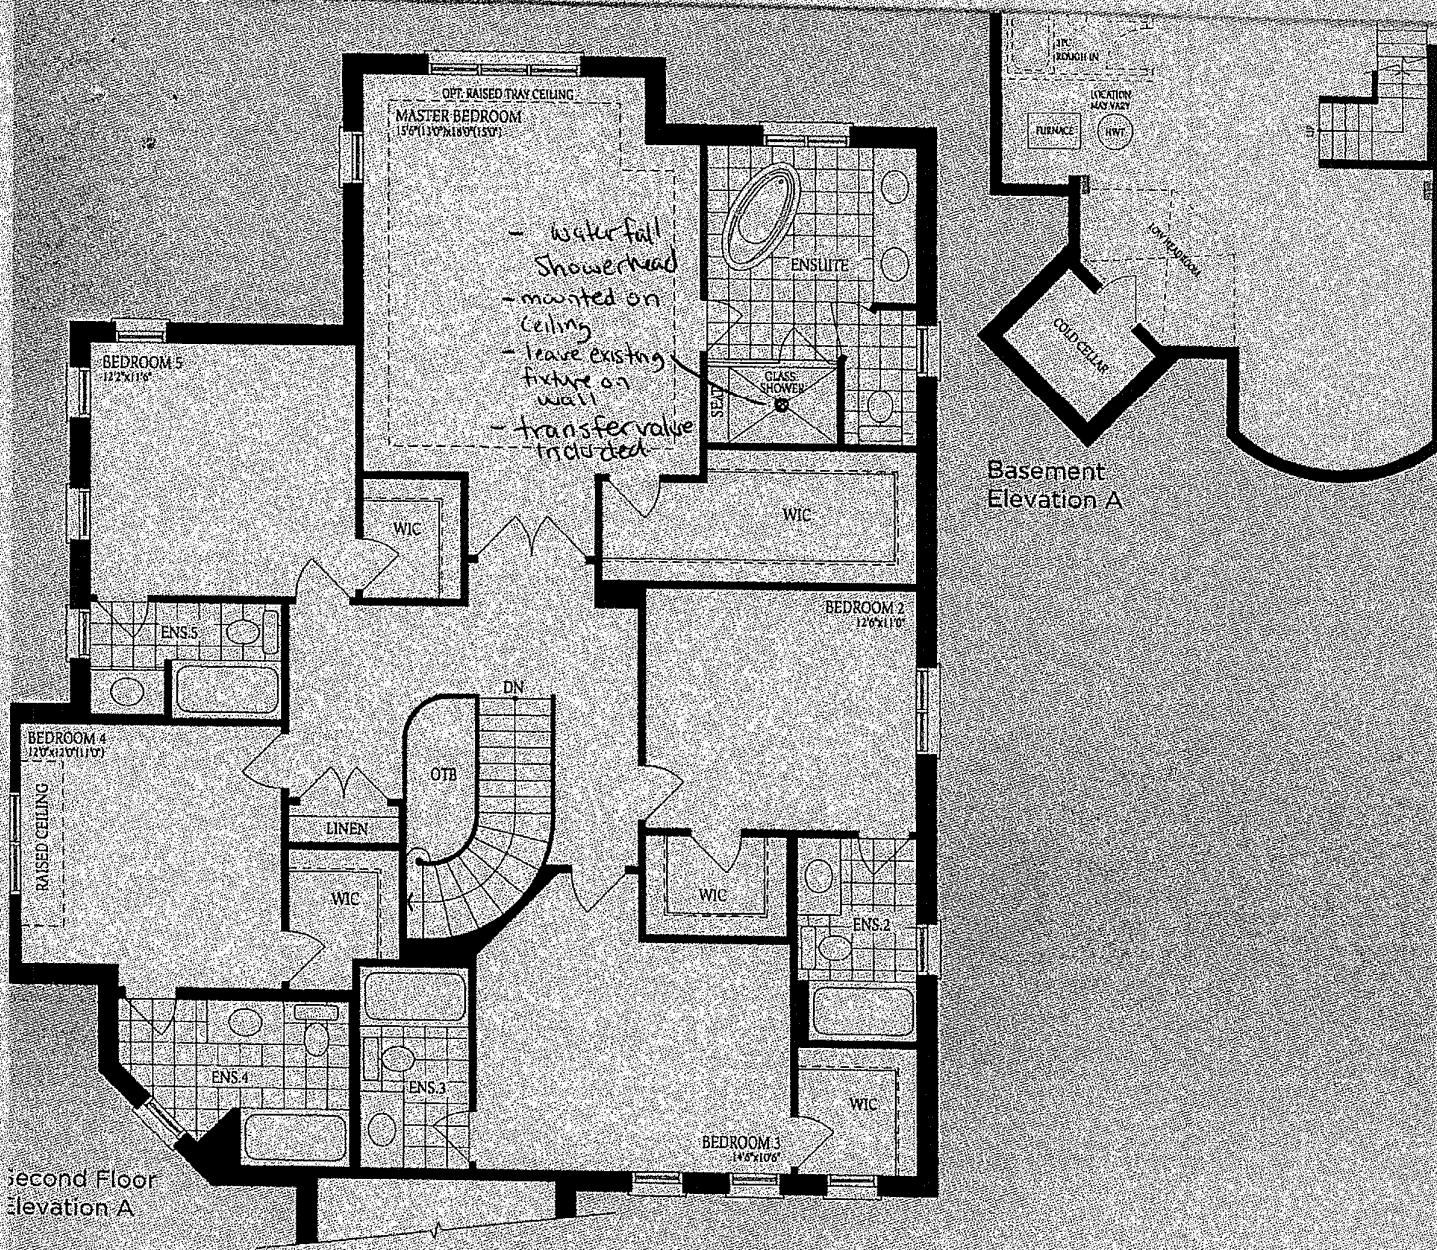 OPT. RAISED TRAY CEILING
MASTER BEDROOM
15'6"(13'0")x18'0"(15'0")
- waterfall
Showerhead
- mounted on
ceiling
- leave existing
fixture on
wall
- transfer valve
included.
ENSUITE
GLASS
SHOWER
SEAT
WIC
BEDROOM 5
12'2"x11'6"
WIC
ENS.5
BEDROOM 2
12'6"x11'0"
DN
OTB
BEDROOM 4
12'0"x12'0"(11'0")
RAISED CEILING
LINEN
WIC
WIC
ENS.2
ENS.4
ENS.3
WIC
BEDROOM 3
14'6"x10'6"
Second Floor
Elevation A
3PC
ROUGH IN
LOCATION
MAY VARY
FURNACE
HWT
UP
LOW HEADROOM
COLD CELLAR
Basement
Elevation A